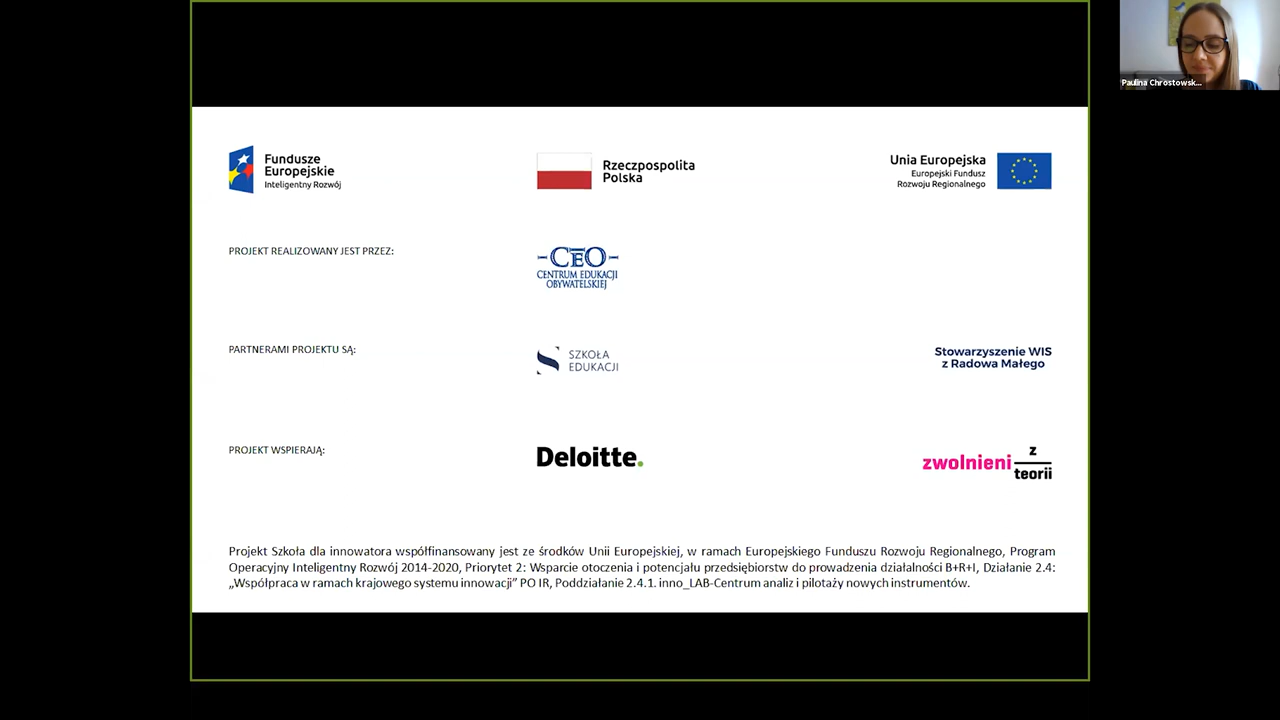 Fundusze
Europejskie
Inteligentny Rozwój
Rzeczpospolita
Polska
Unia Europejska
Europejski Fundusz
Rozwoju Regionalnego
PROJEKT REALIZOWANY JEST PRZEZ:
CEO
CENTRUM EDUKACJI
OBYWATELSKIEJ
PARTNERAMI PROJEKTU SĄ:
SZKOŁA
EDUKACJI
Stowarzyszenie WIS
z Radowa Małego
PROJEKT WSPIERAJĄ:
Deloitte.
zwolnieni z teorii
Projekt Szkoła dla innowatora współfinansowany jest ze środków Unii Europejskiej, w ramach Europejskiego Funduszu Rozwoju Regionalnego, Program
Operacyjny Inteligentny Rozwój 2014-2020, Priorytet 2: Wsparcie otoczenia i potencjału przedsiębiorstw do prowadzenia działalności B+R+I, Działanie 2.4:
„Współpraca w ramach krajowego systemu innowacji” PO IR, Poddziałanie 2.4.1. inno_LAB-Centrum analiz i pilotaży nowych instrumentów.
Paulina Chrostowsk...